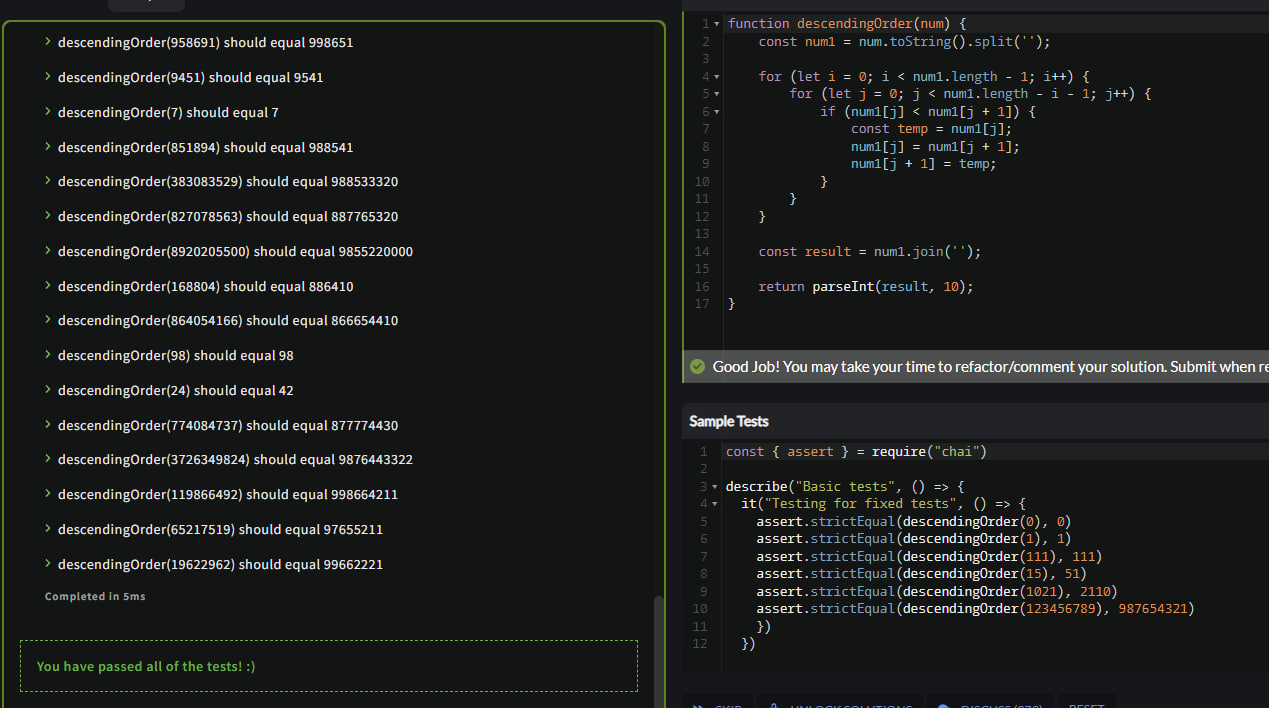 descendingOrder(958691) should equal 998651
descendingOrder(9451) should equal 9541
descendingOrder(7) should equal 7
descendingOrder(851894) should equal 988541
descendingOrder(383083529) should equal 988533320
descendingOrder(827078563) should equal 887765320
descendingOrder(8920205500) should equal 9855220000
descendingOrder(168804) should equal 886410
descendingOrder(864054166) should equal 866654410
descendingOrder(98) should equal 98
descendingOrder(24) should equal 42
descendingOrder(774084737) should equal 877774430
descendingOrder(3726349824) should equal 9876443322
descendingOrder(119866492) should equal 998664211
descendingOrder(65217519) should equal 97655211
descendingOrder(19622962) should equal 99662221
Completed in 5ms
You have passed all of the tests! :)
1 function descendingOrder(num) {
2 const num1 = num.toString().split('');
3
4 for (let i = 0; i < num1.length - 1; i++) {
5 for (let j = 0; j < num1.length - i - 1; j++) {
6 if (num1[j] < num1[j + 1]) {
7 const temp = num1[j];
8 num1[j] = num1[j + 1];
9 num1[j + 1] = temp;
10 }
11 }
12 }
13
14 const result = num1.join('');
15
16 return parseInt(result, 10);
17 }
Good Job! You may take your time to refactor/comment your solution. Submit when
Sample Tests
1 const { assert } = require("chai")
2
3 describe("Basic tests", () => {
4 it("Testing for fixed tests", () => {
5 assert.strictEqual(descendingOrder(0), 0)
6 assert.strictEqual(descendingOrder(1), 1)
7 assert.strictEqual(descendingOrder(111), 111)
8 assert.strictEqual(descendingOrder(15), 51)
9 assert.strictEqual(descendingOrder(1021), 2110)
10 assert.strictEqual(descendingOrder(123456789), 987654321)
11 })
12 })
SKIP UNLOCK SOLUTIONS DISCUSS RESET